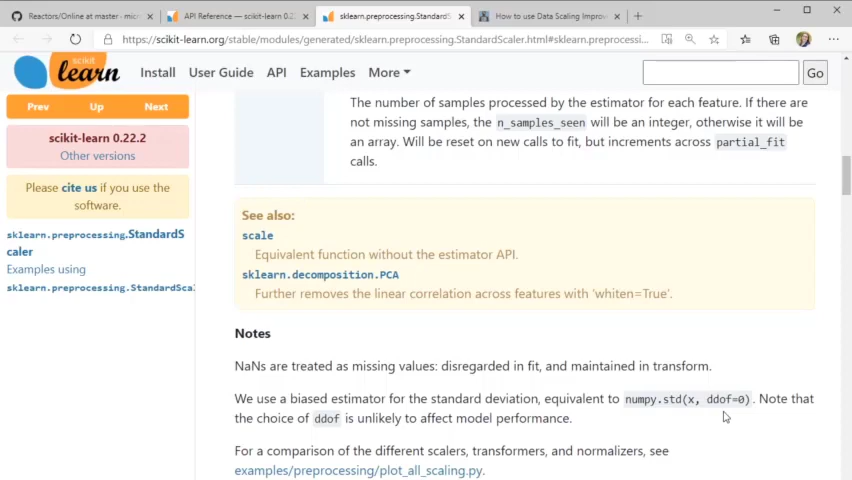 Reactors/Online at master · micr
API Reference — scikit-learn 0.22.
sklearn.preprocessing.StandardS
How to use Data Scaling Improv
https://scikit-learn.org/stable/modules/generated/sklearn.preprocessing.StandardScaler.html#sklearn.preprocessi...
scikit
learn
Install
User Guide
API
Examples
More
Go
Prev
Up
Next
scikit-learn 0.22.2
Other versions
Please cite us if you use the
software.
sklearn.preprocessing.StandardS
caler
Examples using
sklearn.preprocessing.StandardScal
The number of samples processed by the estimator for each feature. If there are
not missing samples, the n_samples_seen will be an integer, otherwise it will be
an array. Will be reset on new calls to fit, but increments across partial_fit
calls.
See also:
scale
Equivalent function without the estimator API.
sklearn.decomposition.PCA
Further removes the linear correlation across features with 'whiten=True'.
Notes
NaNs are treated as missing values: disregarded in fit, and maintained in transform.
We use a biased estimator for the standard deviation, equivalent to numpy.std(x, ddof=0). Note that
the choice of ddof is unlikely to affect model performance.
For a comparison of the different scalers, transformers, and normalizers, see
examples/preprocessing/plot_all_scaling.py.